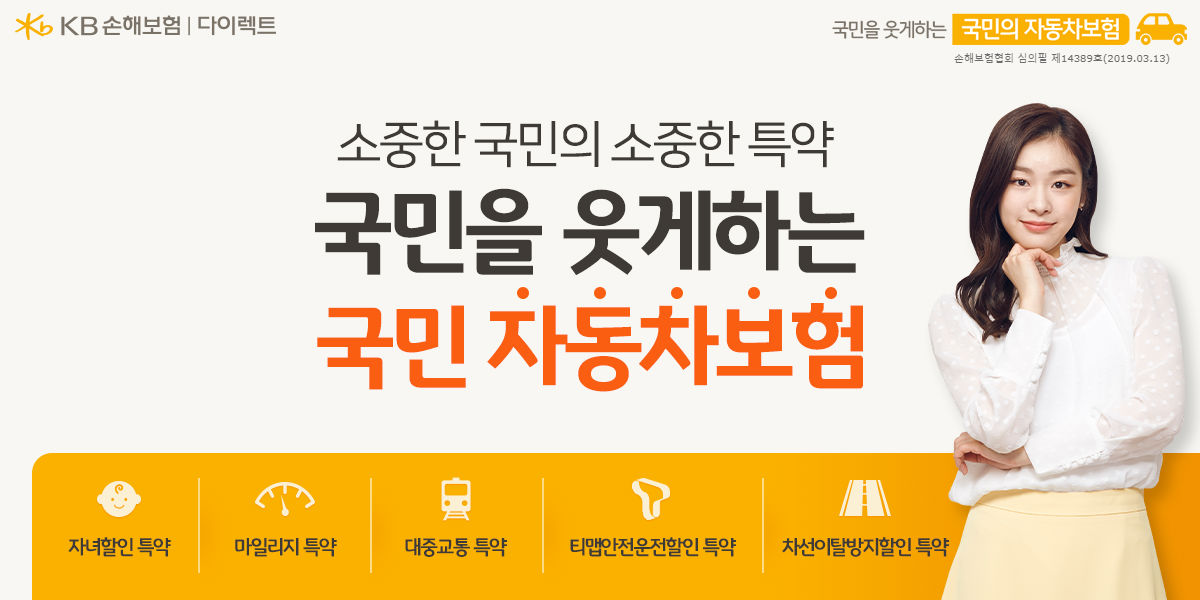 KB 손해보험 | 다이렉트
국민을 웃게하는 국민의 자동차보험
손해보험협회 심의필 제14389호(2019.03.13)
소중한 국민의 소중한 특약
국민을 웃게하는
국민 자동차보험
자녀할인 특약
마일리지 특약
대중교통 특약
티맵안전운전할인 특약
차선이탈방지할인 특약